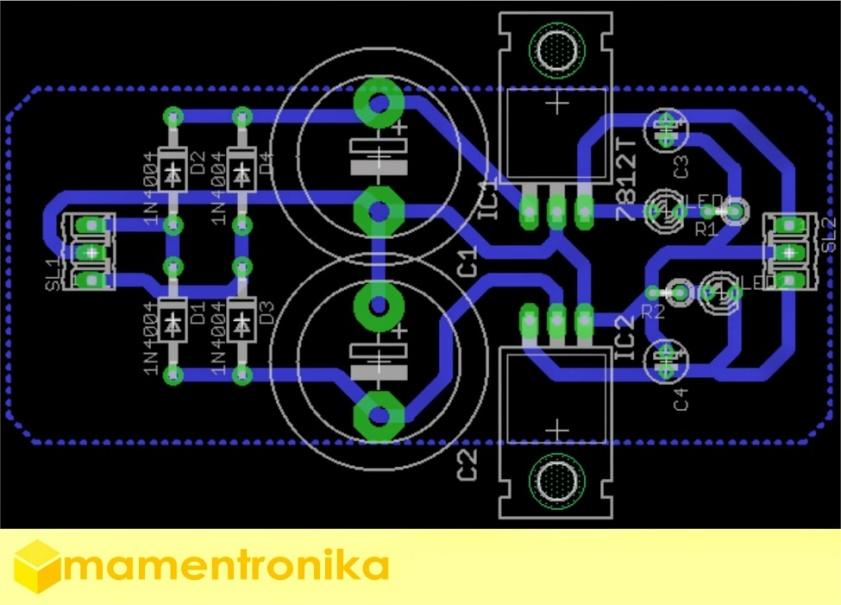 D2
D4
1N4004
1N4004
IC1
7812T
C3
LED1
R1
SL2
SL1
C1
D1
D3
1N4004
1N4004
R2
LED2
IC2
C4
C2
mamentronika